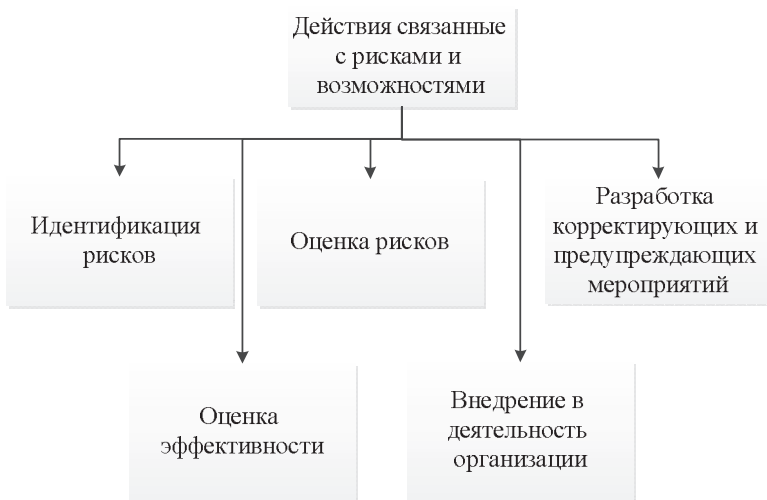 Действия связанные
с рисками и
возможностями
Идентификация
рисков
Оценка рисков
Разработка
корректирующих и
предупреждающих
мероприятий
Оценка
эффективности
Внедрение в
деятельность
организации